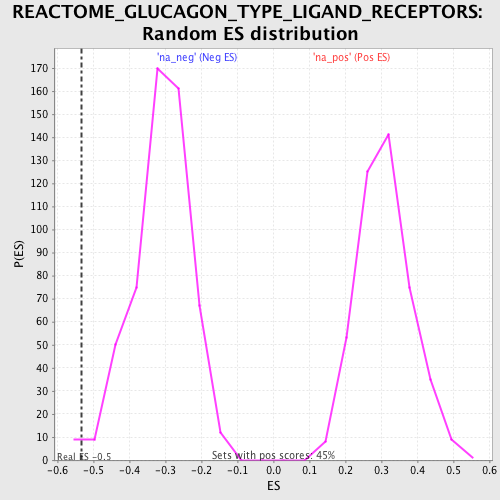 REACTOME_GLUCAGON_TYPE_LIGAND_RECEPTORS:
Random ES distribution
'na_neg' (Neg ES)
'na_pos' (Pos ES)
170
160
150
140
130
120
110
100
90
80
70
60
50
40
30
20
10
0
P(ES)
Real ES -0.5
Sets with pos scores: 45%
-0.6 -0.5 -0.4 -0.3 -0.2 -0.1 0.0 0.1 0.2 0.3 0.4 0.5 0.6
ES